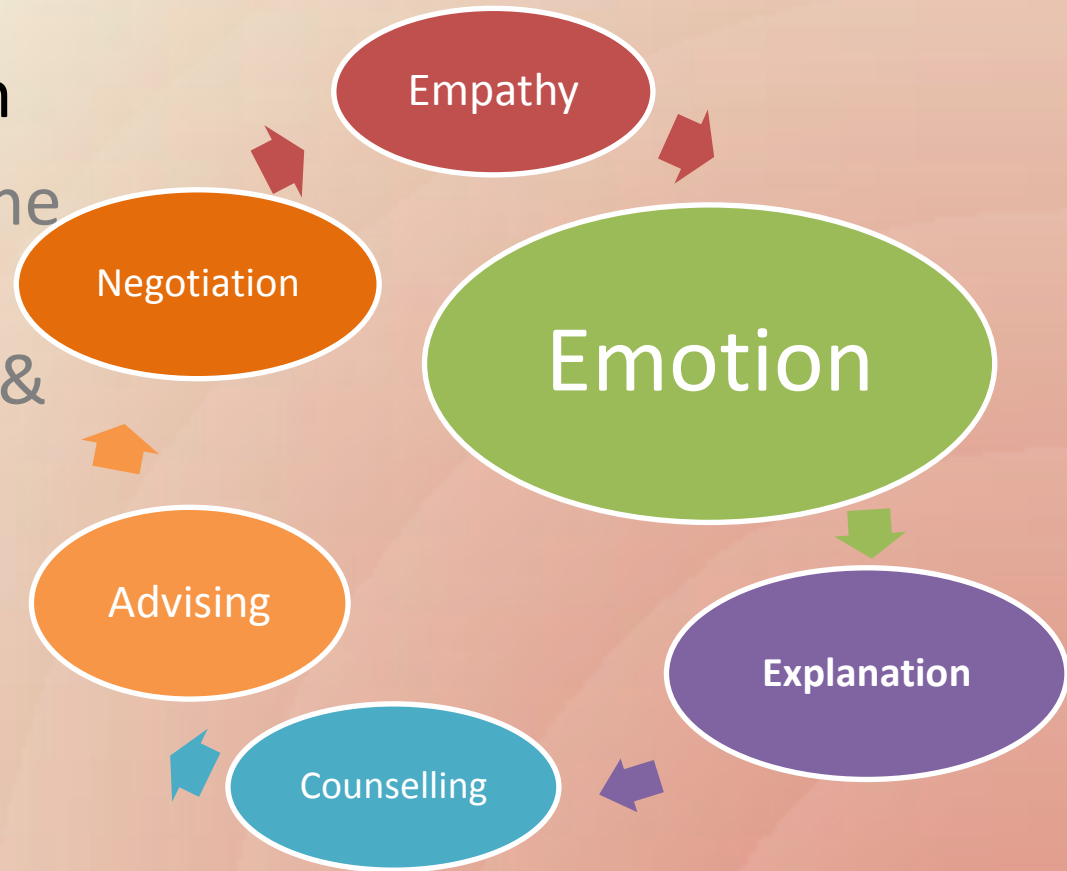 Empathy
Negotiation
&
Emotion
Advising
Explanation
Counselling